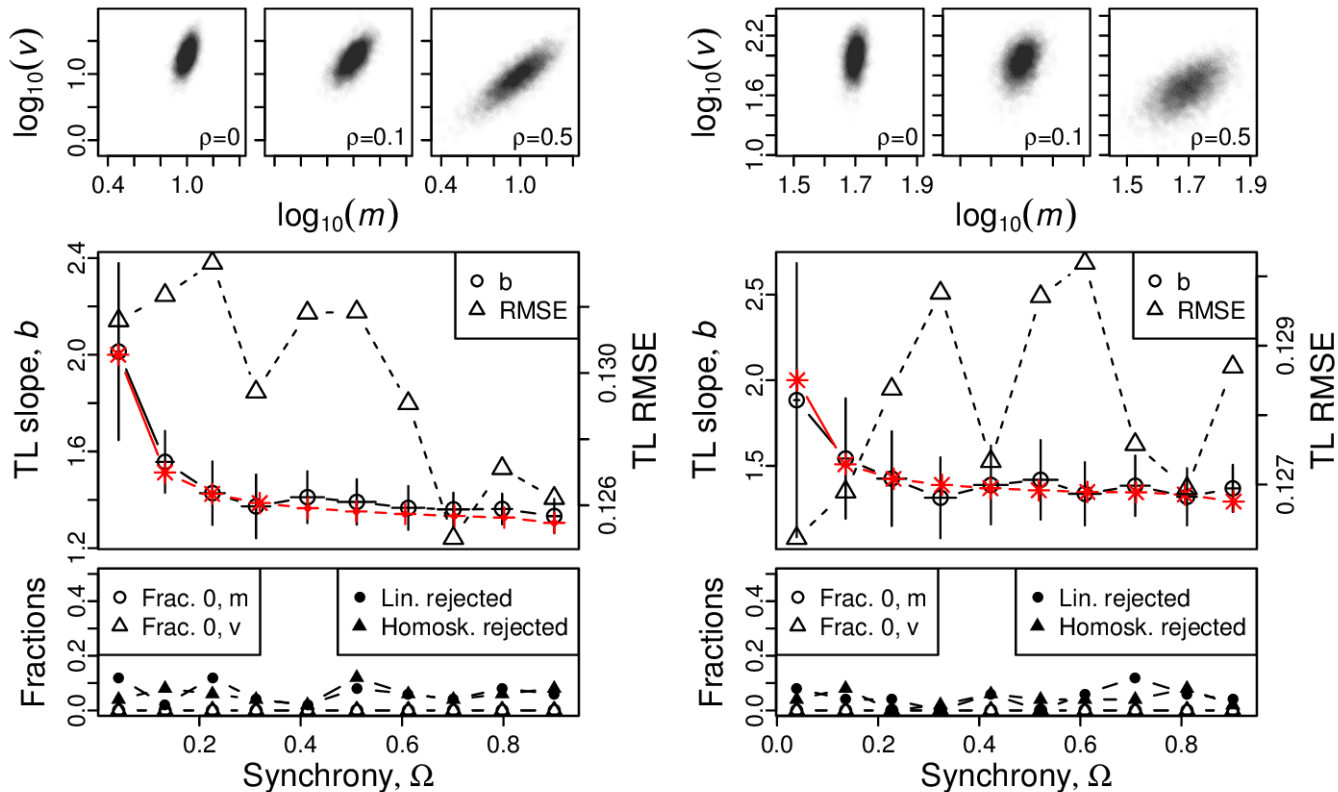 log10(v)
0.0 1.0
ρ=0
ρ=0.1
ρ=0.5
0.4 1.0 0.4 1.0
log10(m)
log10(v)
1.0 1.6 2.2
ρ=0
ρ=0.1
ρ=0.5
1.5 1.7 1.9 1.5 1.7 1.9
log10(m)
TL slope, b
1.2 1.6 2.0 2.4
b
RMSE
0.126 0.130
TL RMSE
TL slope, b
1.5 2.0 2.5
b
RMSE
0.127 0.129
TL RMSE
Fractions
0.0 0.2 0.4
Frac. 0, m
Frac. 0, v
Lin. rejected
Homosk. rejected
0.2 0.4 0.6 0.8
Synchrony, Ω
Fractions
0.0 0.2 0.4
Frac. 0, m
Frac. 0, v
Lin. rejected
Homosk. rejected
0.0 0.2 0.4 0.6 0.8
Synchrony, Ω